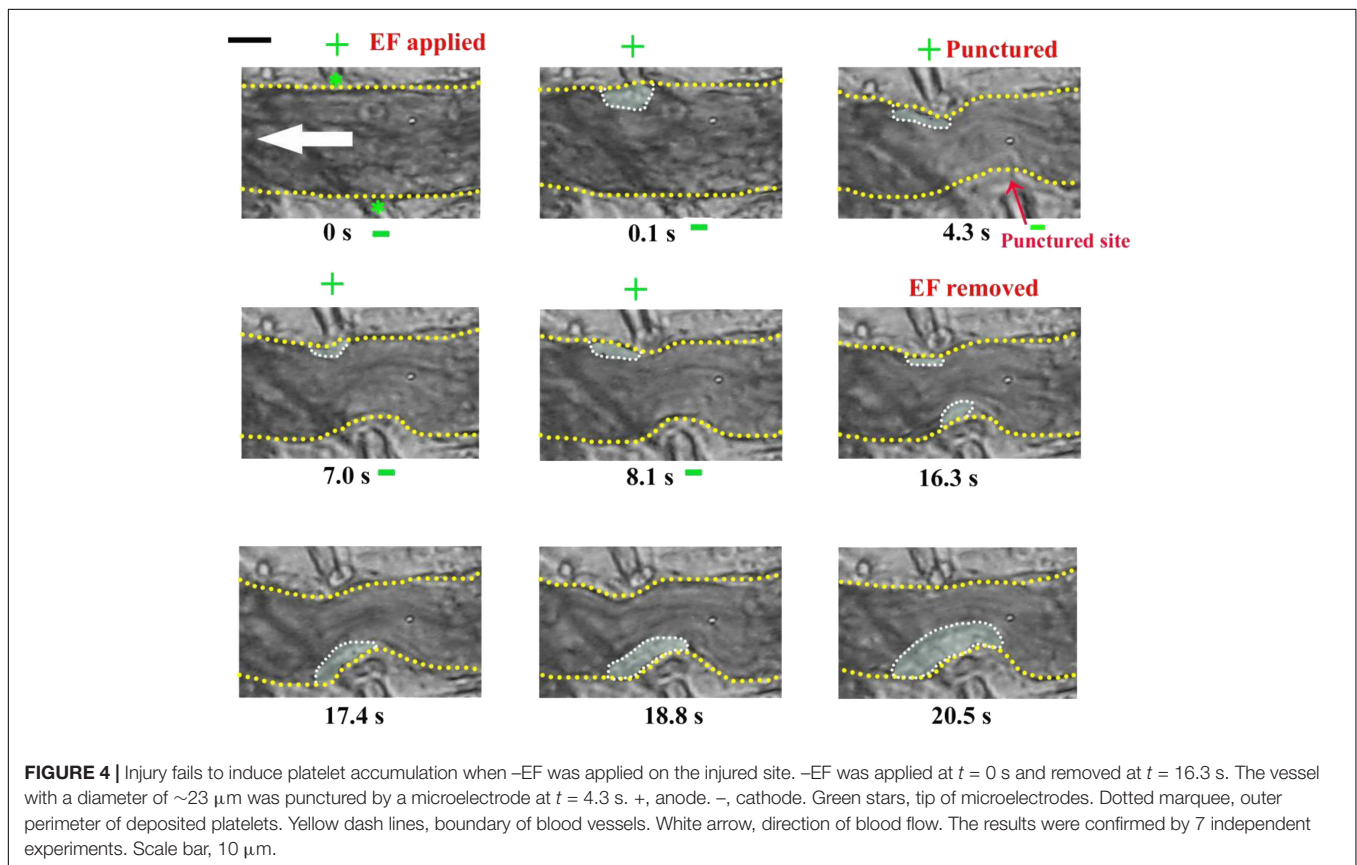 + EF applied + + Punctured
0 s – 0.1 s – 4.3 s – Punctured site
+ + EF removed
7.0 s – 8.1 s – 16.3 s
17.4 s 18.8 s 20.5 s
FIGURE 4 | Injury fails to induce platelet accumulation when –EF was applied on the injured site. –EF was applied at t = 0 s and removed at t = 16.3 s. The vessel
with a diameter of ~23 μm was punctured by a microelectrode at t = 4.3 s. +, anode. –, cathode. Green stars, tip of microelectrodes. Dotted marquee, outer
perimeter of deposited platelets. Yellow dash lines, boundary of blood vessels. White arrow, direction of blood flow. The results were confirmed by 7 independent
experiments. Scale bar, 10 μm.